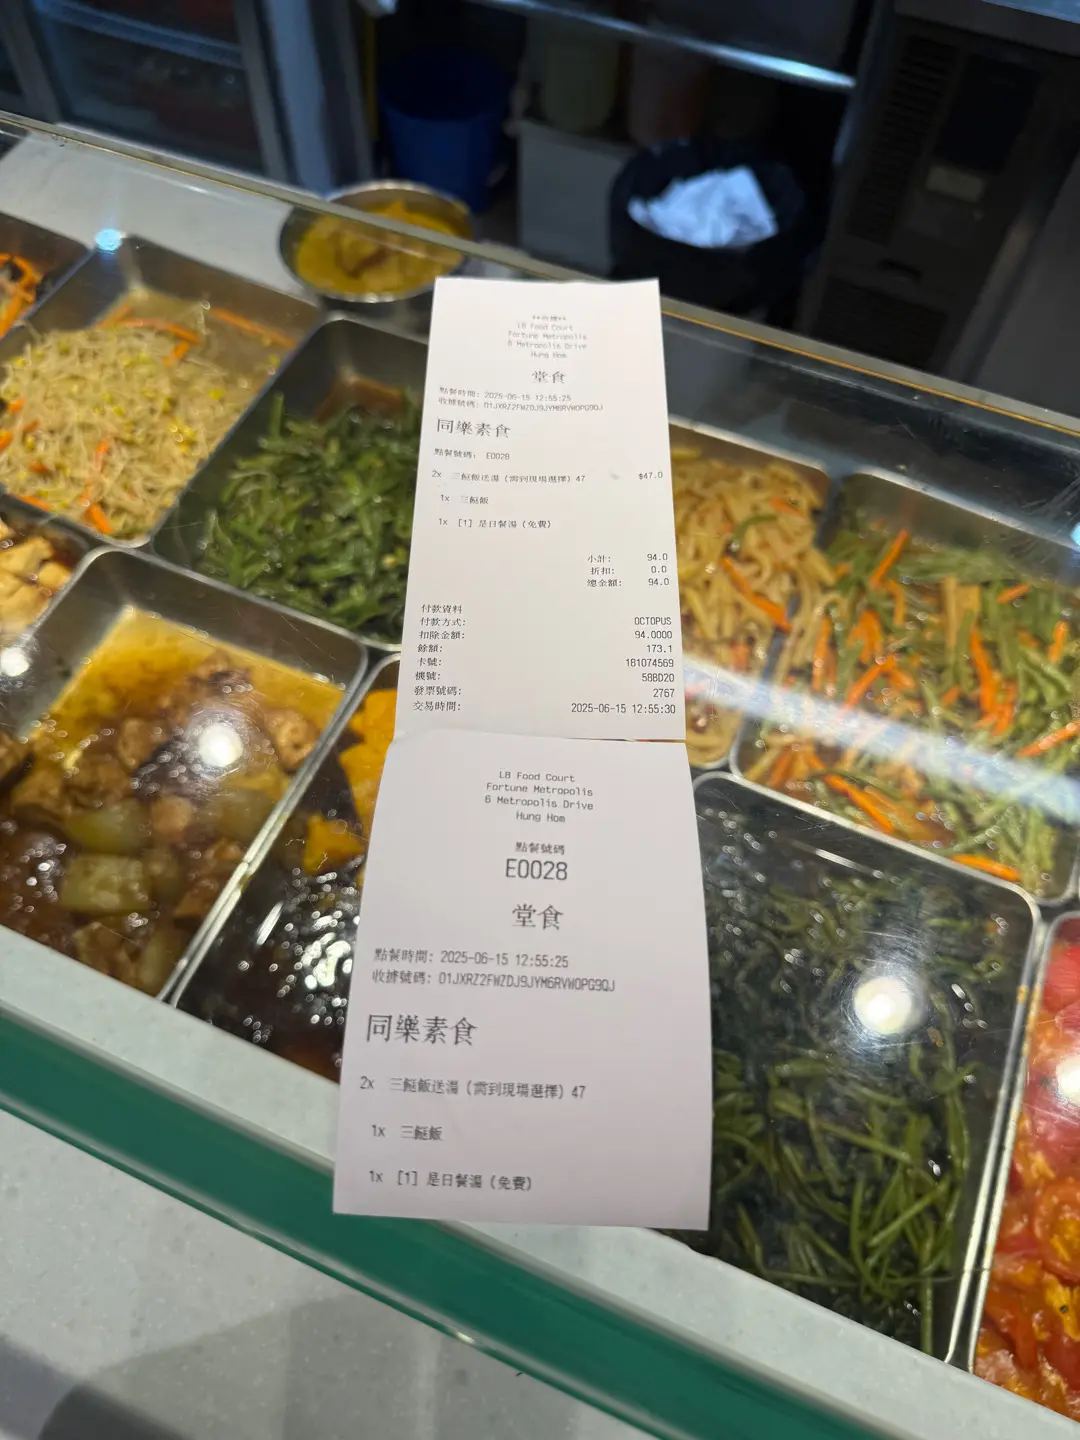 L8 Food Court
Fortune Metropolis
6 Metropolis Drive
Hung Hom
堂食
點餐時間: 2025-06-15 12:55:25
收據號碼: 01JXRZ2FWZDJ9JYM6RVW0PG9QJ
同樂素食
點餐號碼: E0028
2x 三餸飯送湯 (需到現場選擇) 47 $47.0
1x 三餸飯
1x [1] 是日餐湯 (免費)
小計: 94.0
折扣: 0.0
總金額: 94.0
付款資料
付款方式: OCTOPUS
扣除金額: 94.0000
餘額: 173.1
卡號: 181074569
機號: 58BD20
發票號碼: 2767
交易時間: 2025-06-15 12:55:30
L8 Food Court
Fortune Metropolis
6 Metropolis Drive
Hung Hom
點餐號碼
E0028
堂食
點餐時間: 2025-06-15 12:55:25
收據號碼: 01JXRZ2FWZDJ9JYM6RVW0PG9QJ
同樂素食
2x 三餸飯送湯 (需到現場選擇) 47
1x 三餸飯
1x [1] 是日餐湯 (免費)